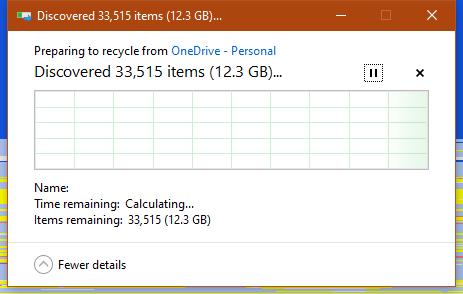 Discovered 33,515 items (12.3 GB)...
Preparing to recycle from OneDrive - Personal
Discovered 33,515 items (12.3 GB)...
Name:
Time remaining: Calculating...
Items remaining: 33,515 (12.3 GB)
Fewer details